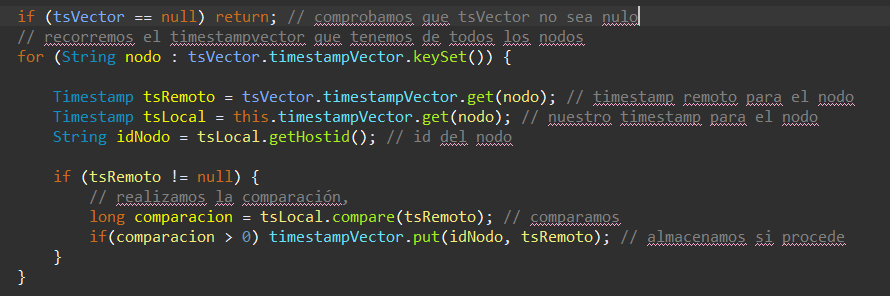 if (tsVector == null) return; // comprobamos que tsVector no sea nulo
// recorremos el timestampvector que tenemos de todos los nodos
for (String nodo : tsVector.timestampVector.keySet()) {
Timestamp tsRemoto = tsVector.timestampVector.get(nodo); // timestamp remoto para el nodo
Timestamp tsLocal = this.timestampVector.get(nodo); // nuestro timestamp para el nodo
String idNodo = tsLocal.getHostid(); // id del nodo
if (tsRemoto != null) {
// realizamos la comparación,
long comparacion = tsLocal.compare(tsRemoto); // comparamos
if(comparacion > 0) timestampVector.put(idNodo, tsRemoto); // almacenamos si procede
}
}